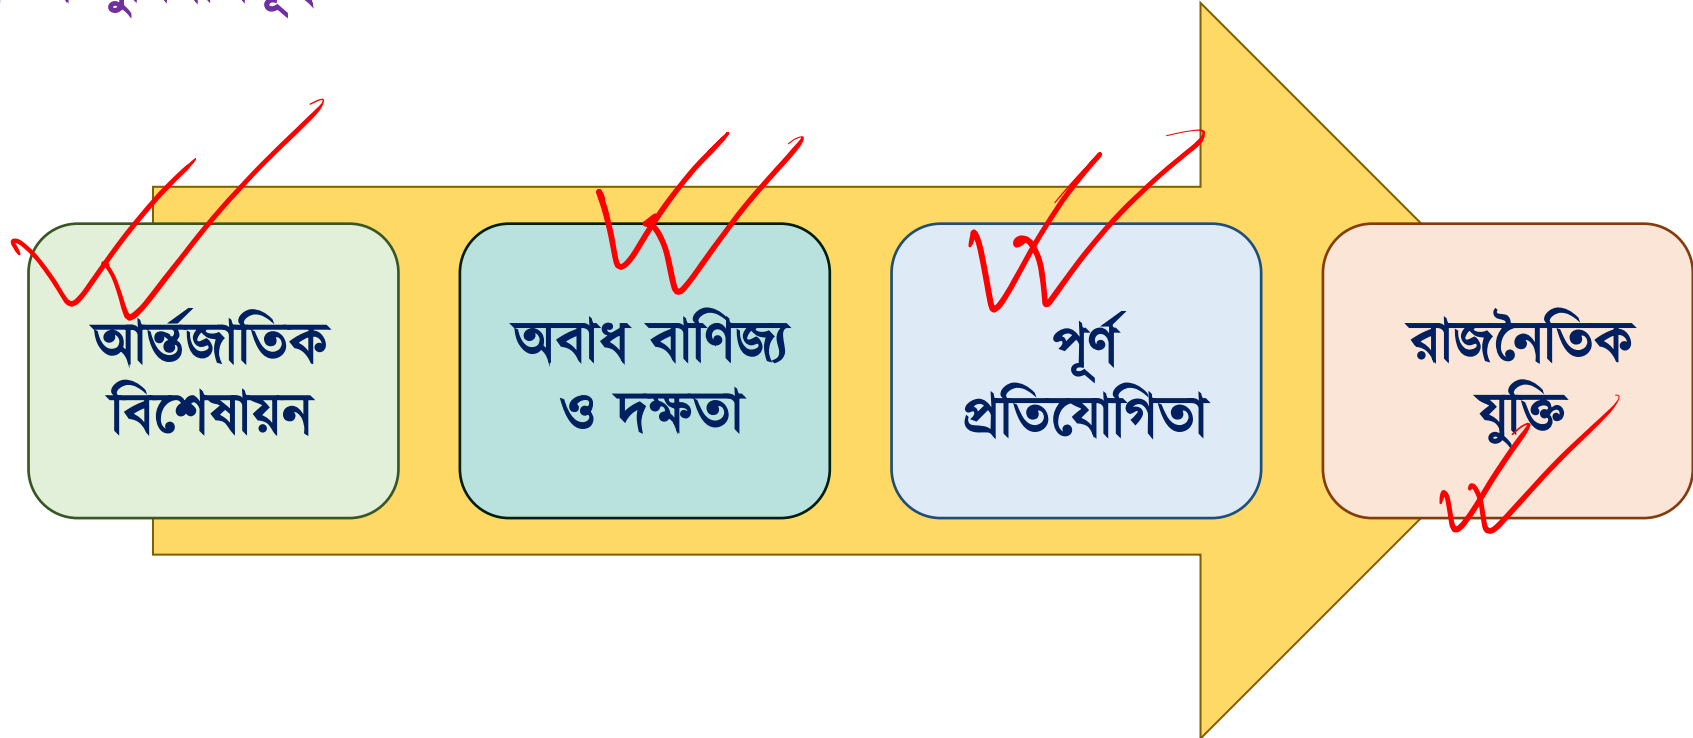 আর্ন্তজাতিক
বিশেষায়ন
অবাধ বাণিজ্য
ও দক্ষতা
পূর্ণ
প্রতিযোগিতা
রাজনৈতিক
যুক্তি